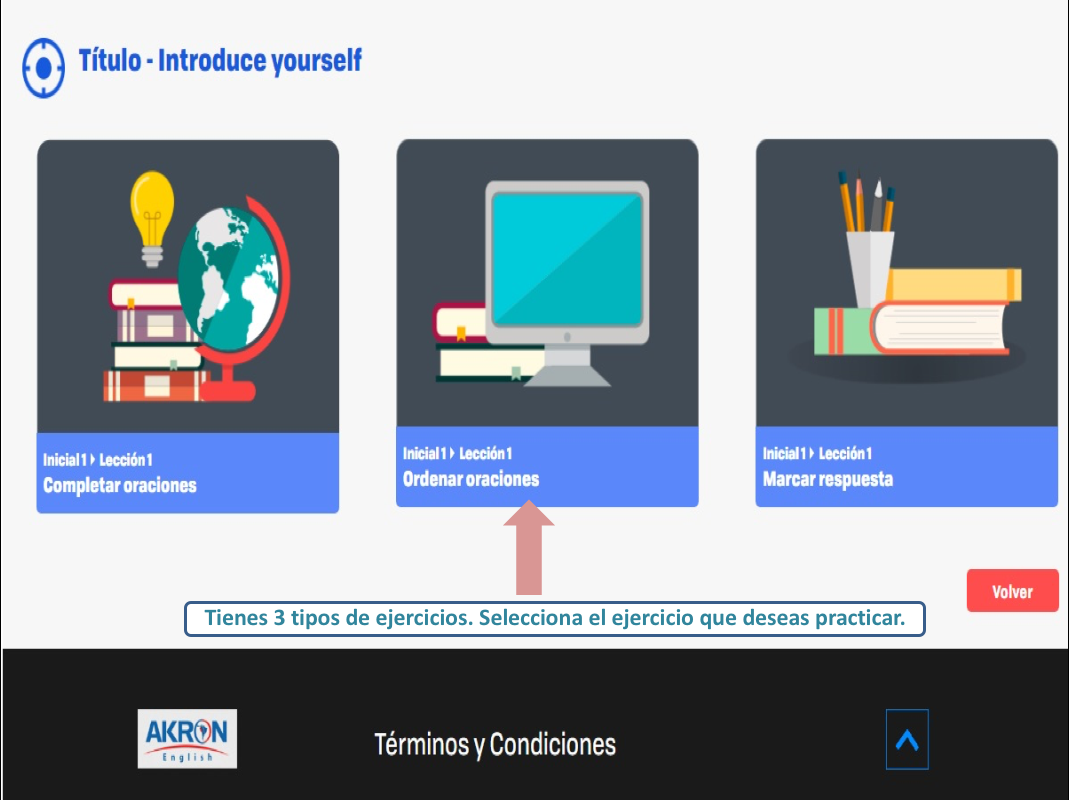 Título - Introduce yourself
Inicial 1 Lección 1
Completar oraciones
Inicial 1 Lección 1
Ordenar oraciones
Inicial 1 Lección 1
Marcar respuesta
Volver
Tienes 3 tipos de ejercicios. Selecciona el ejercicio que deseas practicar.
AKRON
English
Términos y Condiciones